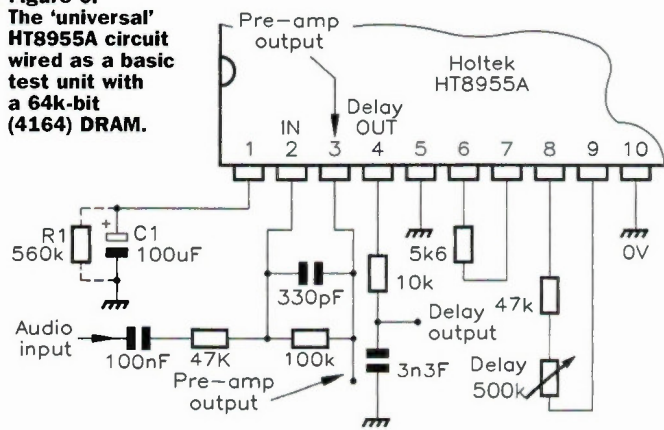 Figure 6.
The ‘universal’
HT8955A circuit
wired as a basic
test unit with
a 64k-bit
(4164) DRAM.
Pre-amp
output
Holtek
HT8955A
Delay
OUT
IN
1 2 3 4 5 6 7 8 9 10
R1
560k
+
C1
100uF
330pF
10k
5k6
47k
0V
Audio
input
100nF
47K
100k
Pre-amp
output
Delay
output
3n3F
Delay
500k